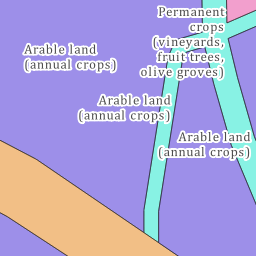 Permanent
crops
(vineyards,
fruit trees,
olive groves)
Arable land
(annual crops)
Arable land
(annual crops)
Arable land
(annual crops)